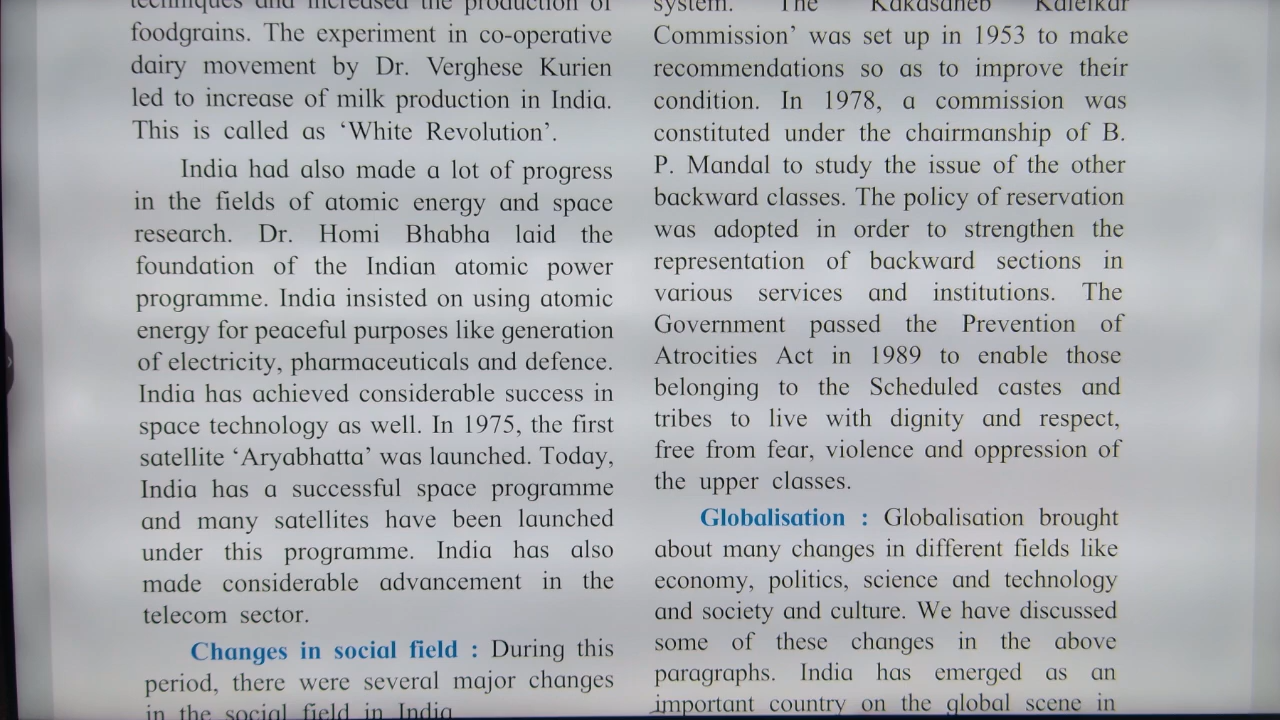 techniques and increased the production of
foodgrains. The experiment in co-operative
dairy movement by Dr. Verghese Kurien
led to increase of milk production in India.
This is called as ‘White Revolution’.
India had also made a lot of progress
in the fields of atomic energy and space
research. Dr. Homi Bhabha laid the
foundation of the Indian atomic power
programme. India insisted on using atomic
energy for peaceful purposes like generation
of electricity, pharmaceuticals and defence.
India has achieved considerable success in
space technology as well. In 1975, the first
satellite ‘Aryabhatta’ was launched. Today,
India has a successful space programme
and many satellites have been launched
under this programme. India has also
made considerable advancement in the
telecom sector.
Changes in social field : During this
period, there were several major changes
in the social field in India
system. The Kakasaheb Kalelkar
Commission’ was set up in 1953 to make
recommendations so as to improve their
condition. In 1978, a commission was
constituted under the chairmanship of B.
P. Mandal to study the issue of the other
backward classes. The policy of reservation
was adopted in order to strengthen the
representation of backward sections in
various services and institutions. The
Government passed the Prevention of
Atrocities Act in 1989 to enable those
belonging to the Scheduled castes and
tribes to live with dignity and respect,
free from fear, violence and oppression of
the upper classes.
Globalisation : Globalisation brought
about many changes in different fields like
economy, politics, science and technology
and society and culture. We have discussed
some of these changes in the above
paragraphs. India has emerged as an
important country on the global scene in